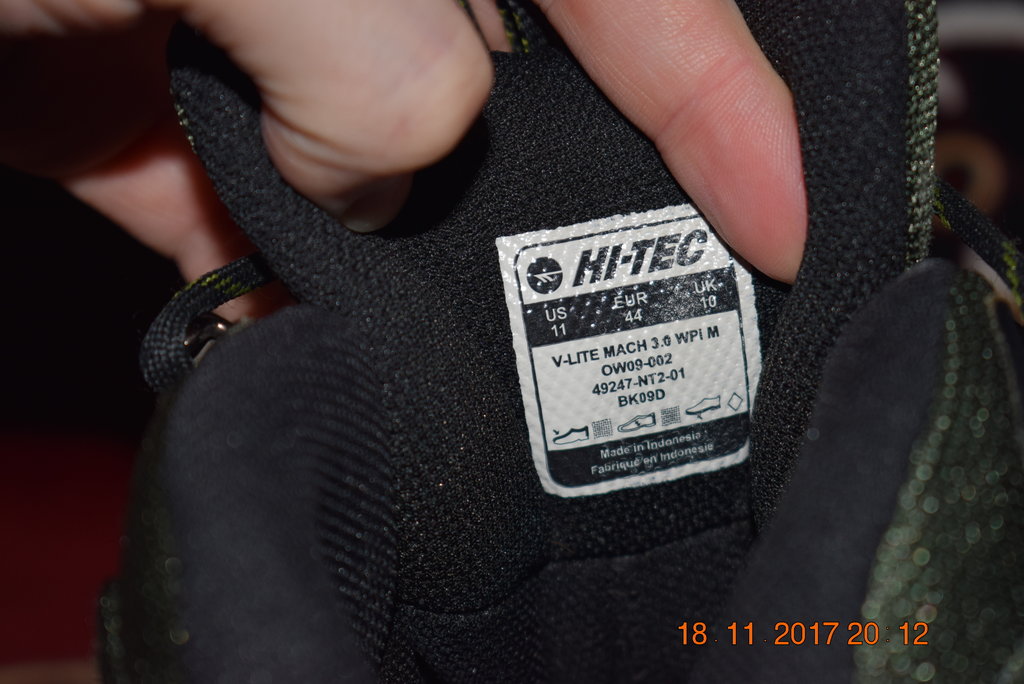 HI-TEC
US EUR UK
11 44 10
V-LITE MACH 3.0 WPI M
OW09-002
49247-NT2-01
BK09D
Made in Indonesia
Fabriqué en Indonésie
18 11 2017 20:12